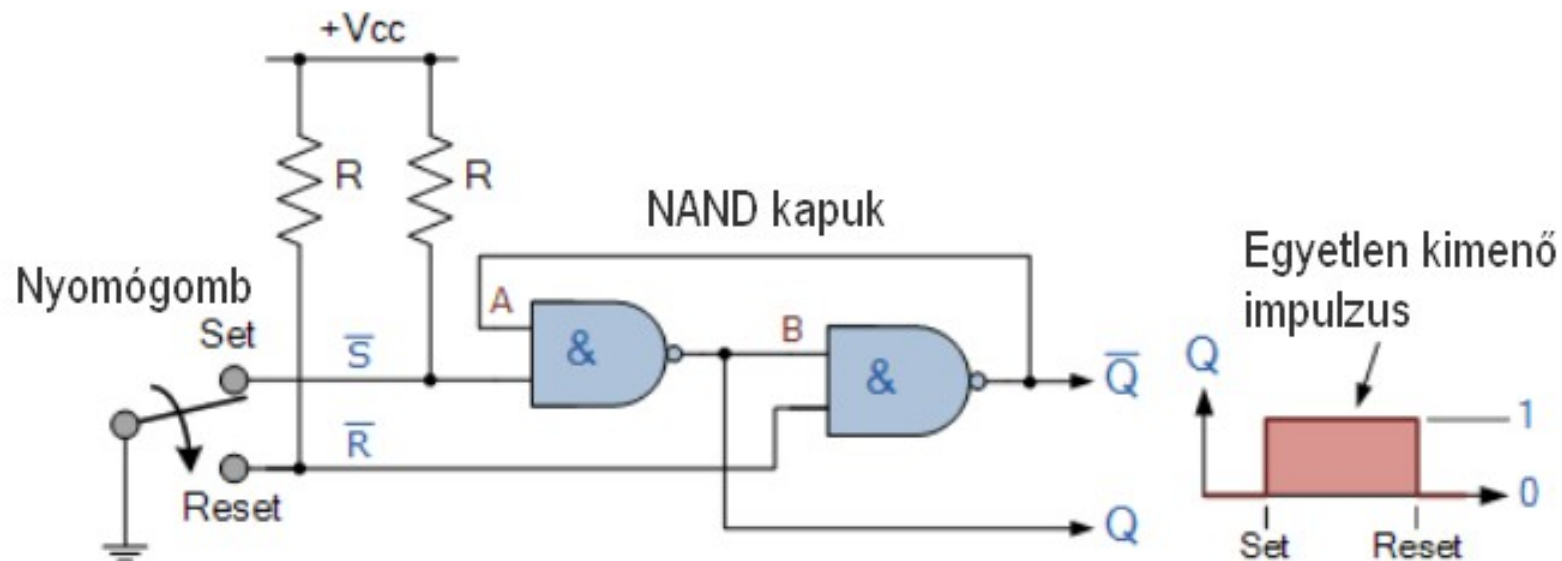 +Vcc
R
R
NAND kapuk
Nyomógomb
Set
S̅
A
&
B
&
Q̅
R̅
Reset
Q
Egyetlen kimenő
impulzus
Q
1
0
Set
Reset